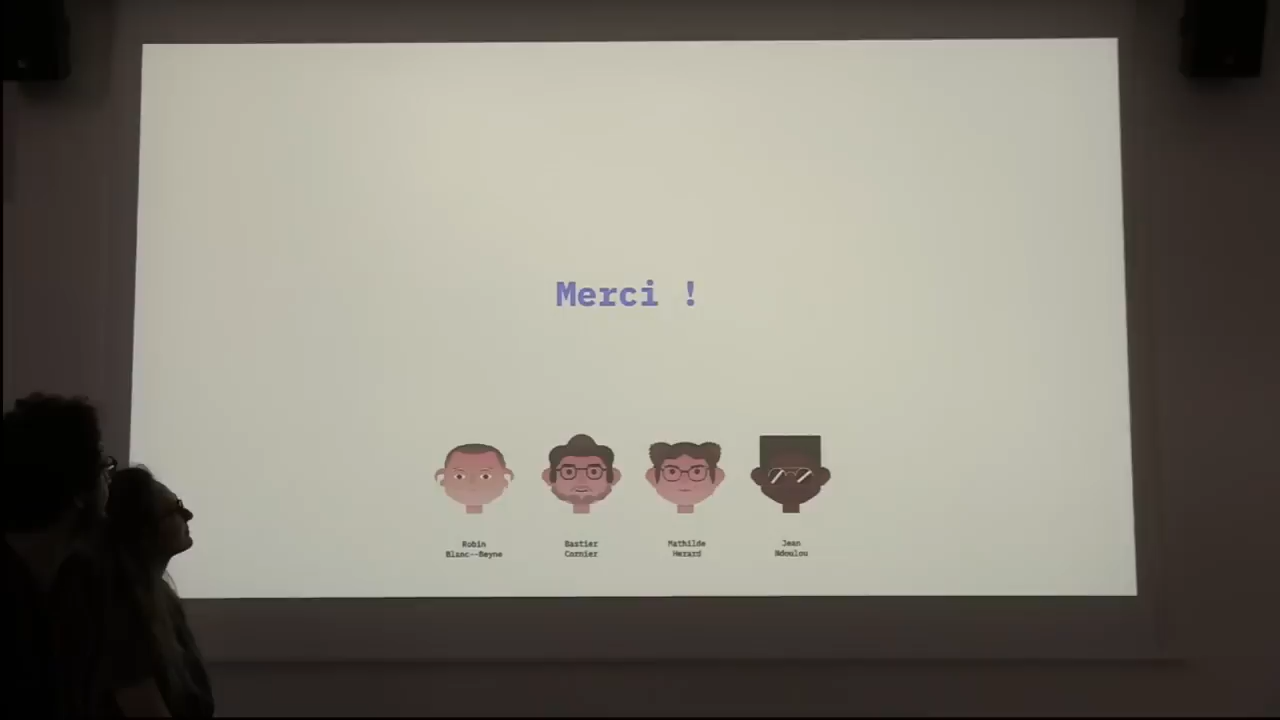 Merci !
Robin
Blanc--Beyne
Bastier
Cornier
Mathilde
Herard
Jean
Ndoulou